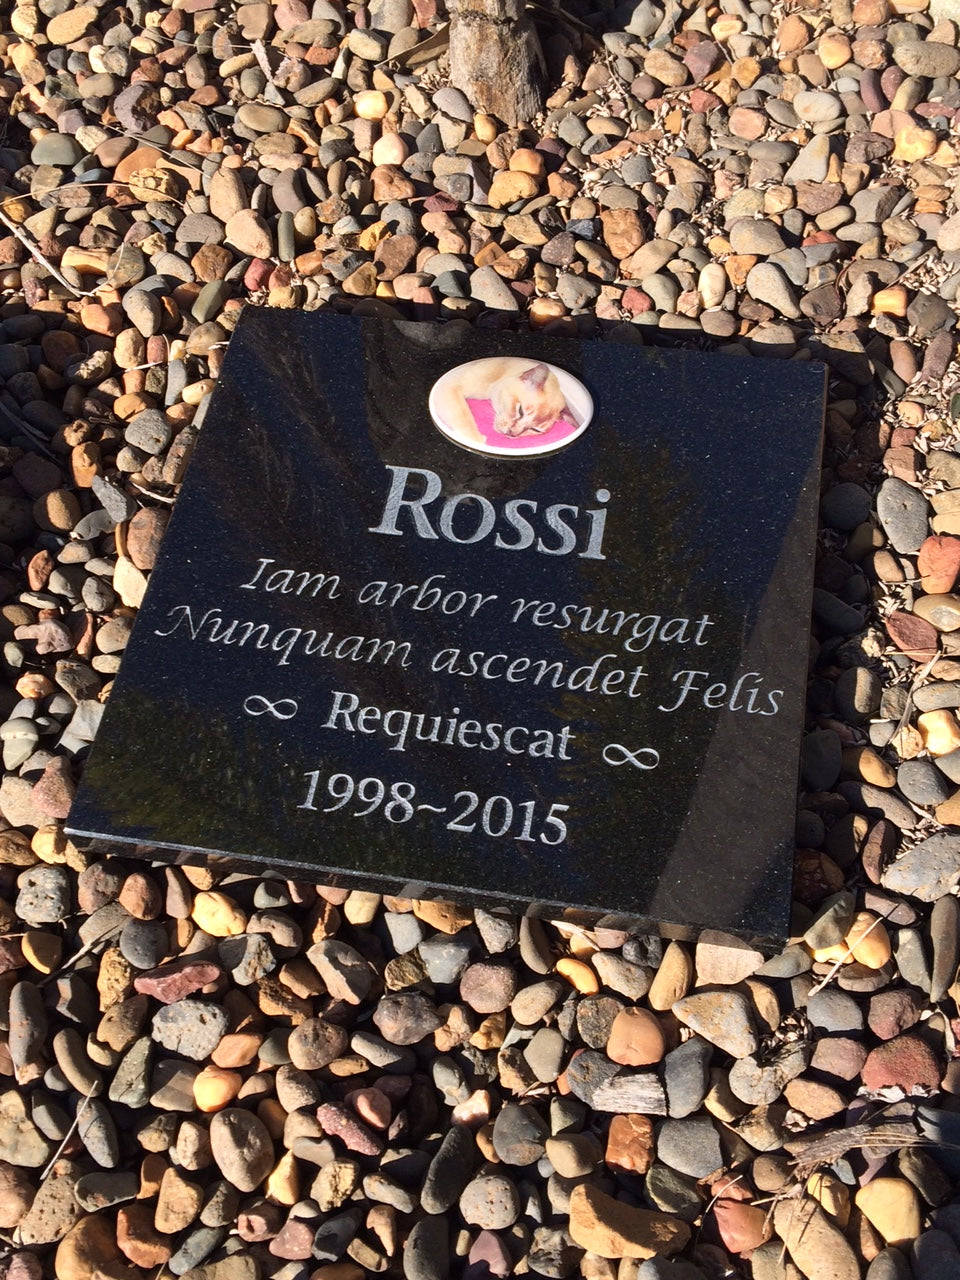 Rossi
Iam arbor resurgat
Nunquam ascendet Felis
∞ Requiescat ∞
1998~2015